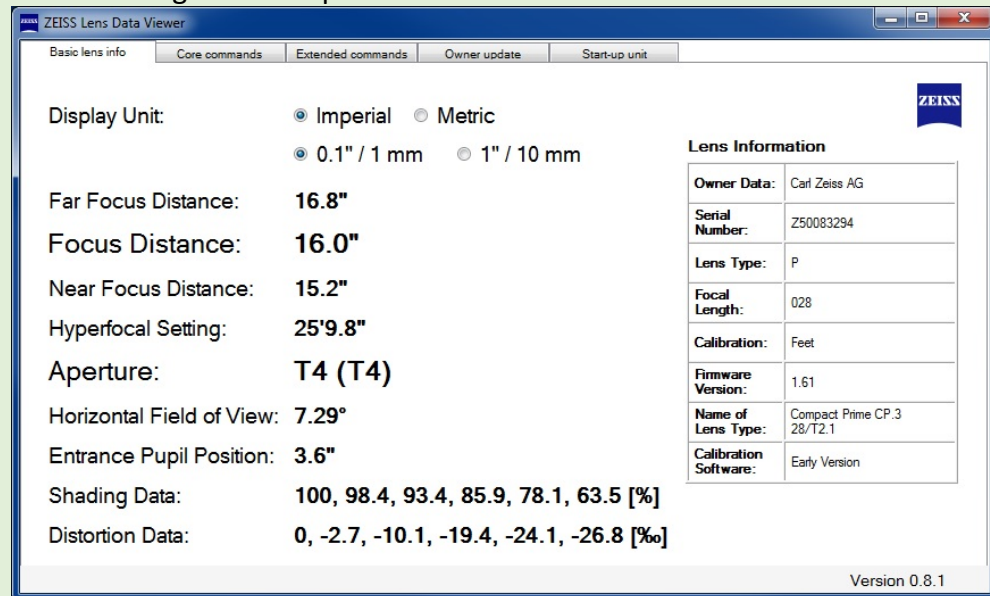 ZEISS Lens Data Viewer
Basic lens info Core commands Extended commands Owner update Start-up unit
ZEISS
Display Unit: Imperial Metric
0.1" / 1 mm 1" / 10 mm
Far Focus Distance: 16.8"
Focus Distance: 16.0"
Near Focus Distance: 15.2"
Hyperfocal Setting: 25'9.8"
Aperture: T4 (T4)
Horizontal Field of View: 7.29°
Entrance Pupil Position: 3.6"
Shading Data: 100, 98.4, 93.4, 85.9, 78.1, 63.5 [%]
Distortion Data: 0, -2.7, -10.1, -19.4, -24.1, -26.8 [‰]
Lens Information
Owner Data: Carl Zeiss AG
Serial
Number: Z50083294
Lens Type: P
Focal
Length: 028
Calibration: Feet
Firmware
Version: 1.61
Name of
Lens Type: Compact Prime CP.3
28/T2.1
Calibration
Software: Early Version
Version 0.8.1